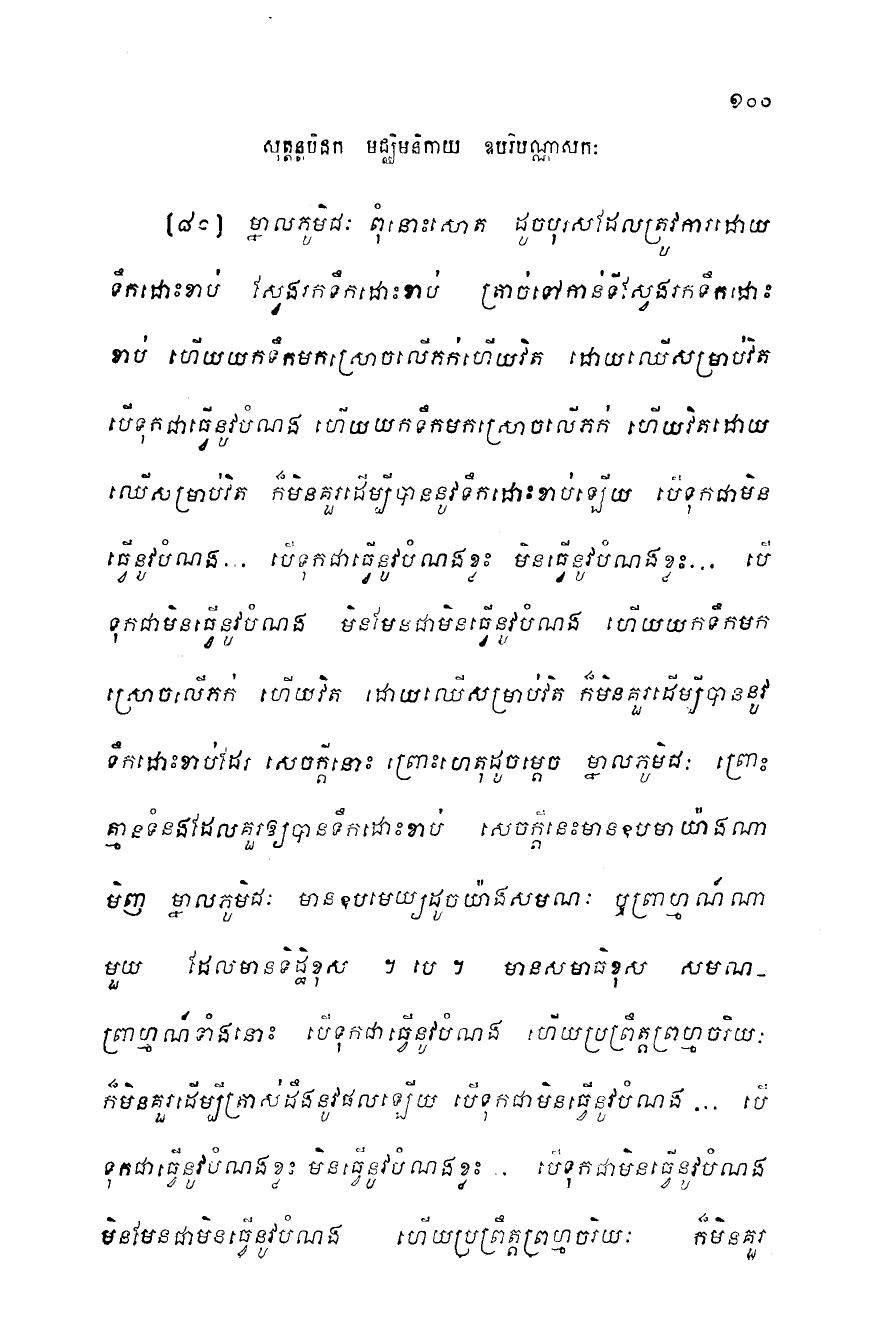 ១០០
សុត្តន្តបិដក មជ្ឈិមនិកាយ ឧបរិបណ្ណាសកៈ
[៨១] ម្នាលភូមិជៈ ពុំនោះសោត ដូចបុរសដែលត្រូវការដោយ
ទឹកដោះខាប់ ស្វែងរកទឹកដោះខាប់ ត្រាច់ទៅកាន់ទីស្វែងរកទឹកដោះ
ខាប់ ហើយយកទឹកមកស្រោចលើភក់ហើយវិត ដោយឈើសម្រាប់វិត
បើទុកជាធ្វើនូវបំណង ហើយយកទឹកមកស្រោចលើភក់ ហើយវិតដោយ
ឈើសម្រាប់វិត ក៏មិនគួរដើម្បីបាននូវទឹកដោះខាប់ឡើយ បើទុកជាមិន
ធ្វើនូវបំណង... បើទុកជាធ្វើនូវបំណងខ្លះ មិនធ្វើនូវបំណងខ្លះ... បើ
ទុកជាមិនធ្វើនូវបំណង មិនមែនជាមិនធ្វើនូវបំណង ហើយយកទឹកមក
ស្រោចលើភក់ ហើយវិត ដោយឈើសម្រាប់វិត ក៏មិនគួរដើម្បីបាននូវ
ទឹកដោះខាប់ដែរ សេចក្តីនោះ ព្រោះហេតុដូចម្តេច ម្នាលភូមិជៈ ព្រោះ
គ្មានទំនងដែលគួរឱ្យបានទឹកដោះខាប់ សេចក្តីនេះមានឧបមាយ៉ាងណា
មិញ ម្នាលភូមិជៈ មានឧបមេយ្យដូចយ៉ាងសមណៈ ឬព្រាហ្មណ៍ណា
មួយ ដែលមានទិដ្ឋិខុស ។ បេ ។ មានសមាធិខុស សមណ-
ព្រាហ្មណ៍ទាំងនោះ បើទុកជាធ្វើនូវបំណង ហើយប្រព្រឹត្តព្រហ្មចរិយៈ
ក៏មិនគួរដើម្បីត្រាស់ដឹងនូវផលឡើយ បើទុកជាមិនធ្វើនូវបំណង ... បើ
ទុកជាធ្វើនូវបំណងខ្លះ មិនធ្វើនូវបំណងខ្លះ .. បើទុកជាមិនធ្វើនូវបំណង
មិនមែនជាមិនធ្វើនូវបំណង ហើយប្រព្រឹត្តព្រហ្មចរិយៈ ក៏មិនគួរ